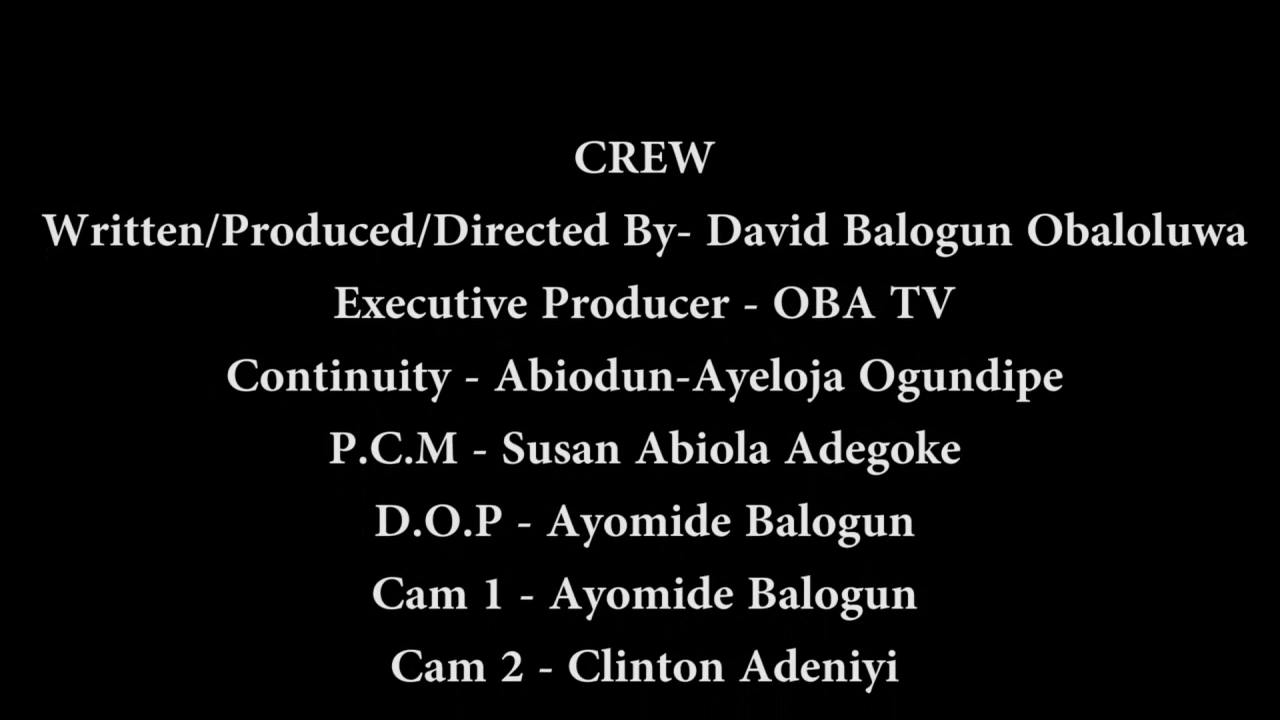 CREW
Written/Produced/Directed By- David Balogun Obaloluwa
Executive Producer - OBA TV
Continuity - Abiodun-Ayeloja Ogundipe
P.C.M - Susan Abiola Adegoke
D.O.P - Ayomide Balogun
Cam 1 - Ayomide Balogun
Cam 2 - Clinton Adeniyi